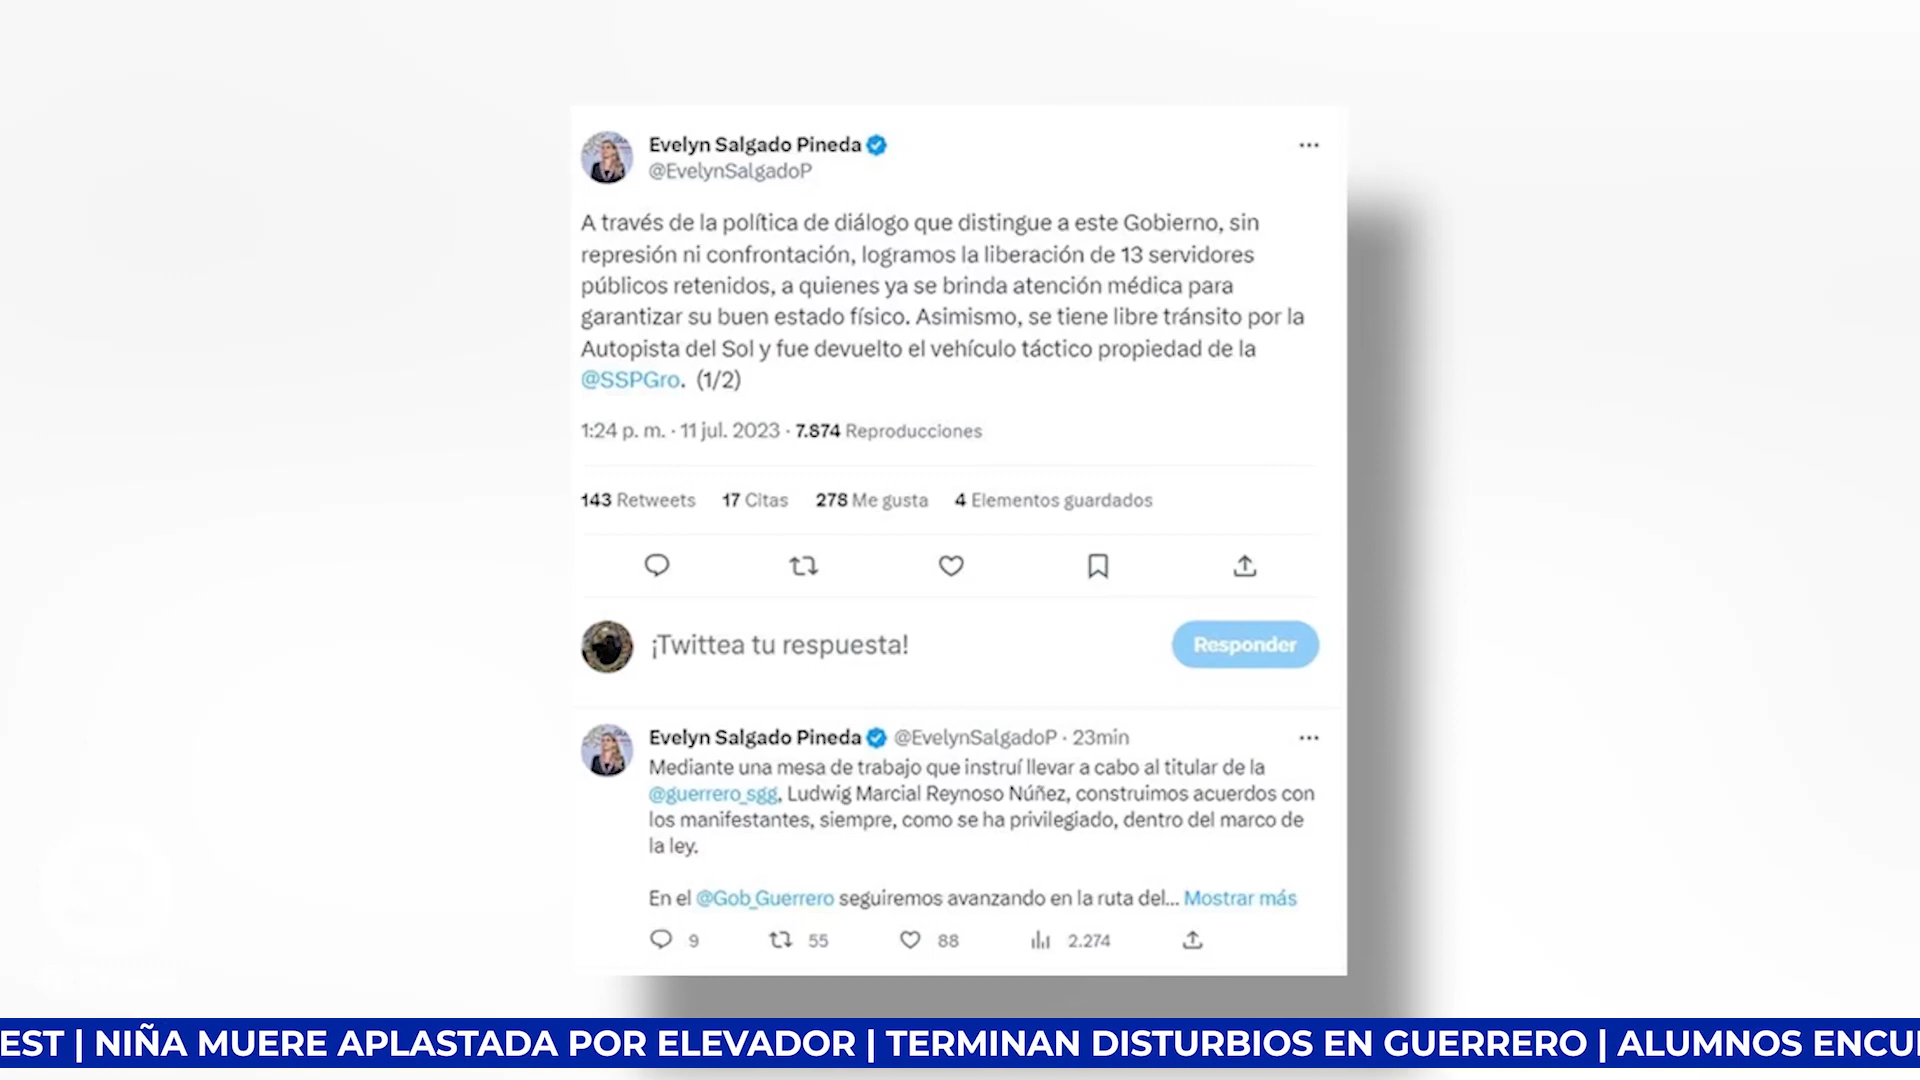 Evelyn Salgado Pineda
@EvelynSalgadoP
A través de la política de diálogo que distingue a este Gobierno, sin
represión ni confrontación, logramos la liberación de 13 servidores
públicos retenidos, a quienes ya se brinda atención médica para
garantizar su buen estado físico. Asimismo, se tiene libre tránsito por la
Autopista del Sol y fue devuelto el vehículo táctico propiedad de la
@SSPGro. (1/2)
1:24 p. m. · 11 jul. 2023 · 7.874 Reproducciones
143 Retweets 17 Citas 278 Me gusta 4 Elementos guardados
¡Twittea tu respuesta! Responder
Evelyn Salgado Pineda @EvelynSalgadoP · 23min
Mediante una mesa de trabajo que instruí llevar a cabo al titular de la
@guerrero_sgg, Ludwig Marcial Reynoso Núñez, construimos acuerdos con
los manifestantes, siempre, como se ha privilegiado, dentro del marco de
la ley.
En el @Gob_Guerrero seguiremos avanzando en la ruta del... Mostrar más
9 55 88 2.274
EST | NIÑA MUERE APLASTADA POR ELEVADOR | TERMINAN DISTURBIOS EN GUERRERO | ALUMNOS ENCU